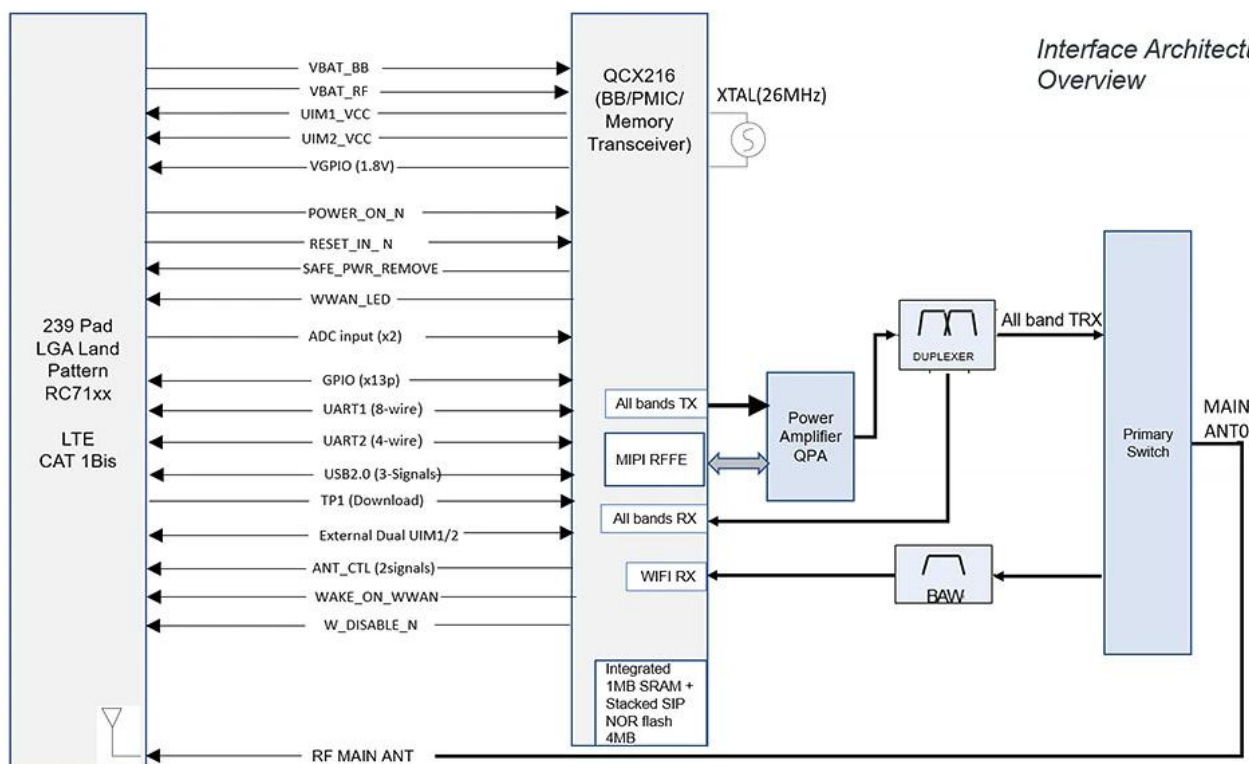 Interface Architectu
Overview
239 Pad
LGA Land
Pattern
RC71xx
LTE
CAT 1Bis
VBAT_BB
VBAT_RF
UIM1_VCC
UIM2_VCC
VGPIO (1.8V)
POWER_ON_N
RESET_IN_ N
SAFE_PWR_REMOVE
WWAN_LED
ADC input (x2)
GPIO (x13p)
UART1 (8-wire)
UART2 (4-wire)
USB2.0 (3-Signals)
TP1 (Download)
External Dual UIM1/2
ANT_CTL (2signals)
WAKE_ON_WWAN
W_DISABLE_N
RF MAIN ANT
QCX216
(BB/PMIC/
Memory
Transceiver)
XTAL(26MHz)
All bands TX
MIPI RFFE
All bands RX
WIFI RX
Integrated
1MB SRAM +
Stacked SIP
NOR flash
4MB
Power
Amplifier
QPA
DUPLEXER
All band TRX
BAW
Primary
Switch
MAIN
ANT0